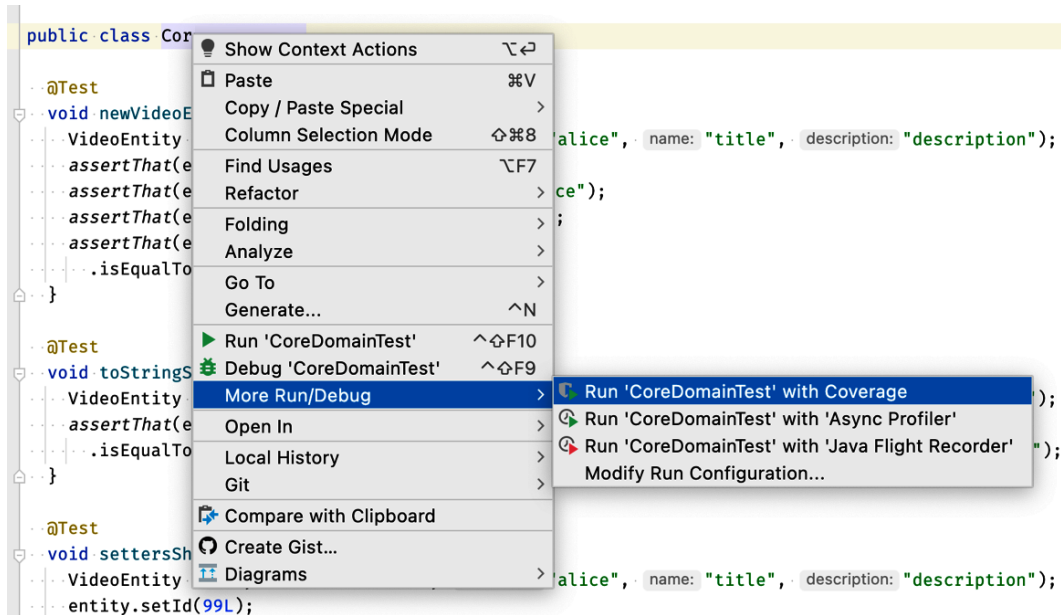 public class Cor
@Test
void newVideoE
VideoEntity "alice", name: "title", description: "description");
assertThat(e
assertThat(e ce");
assertThat(e ;
assertThat(e
.isEqualTo
}
@Test
void toStringS
VideoEntity );
assertThat(e
.isEqualTo ");
}
@Test
void settersSh
VideoEntity "alice", name: "title", description: "description");
entity.setId(99L);
Show Context Actions ⌥⏎
Paste ⌘V
Copy / Paste Special >
Column Selection Mode ⇧⌘8
Find Usages ⌥F7
Refactor >
Folding >
Analyze >
Go To >
Generate... ^N
Run 'CoreDomainTest' ^⇧F10
Debug 'CoreDomainTest' ^⇧F9
More Run/Debug >
Open In >
Local History >
Git >
Compare with Clipboard
Create Gist...
Diagrams >
Run 'CoreDomainTest' with Coverage
Run 'CoreDomainTest' with 'Async Profiler'
Run 'CoreDomainTest' with 'Java Flight Recorder'
Modify Run Configuration...